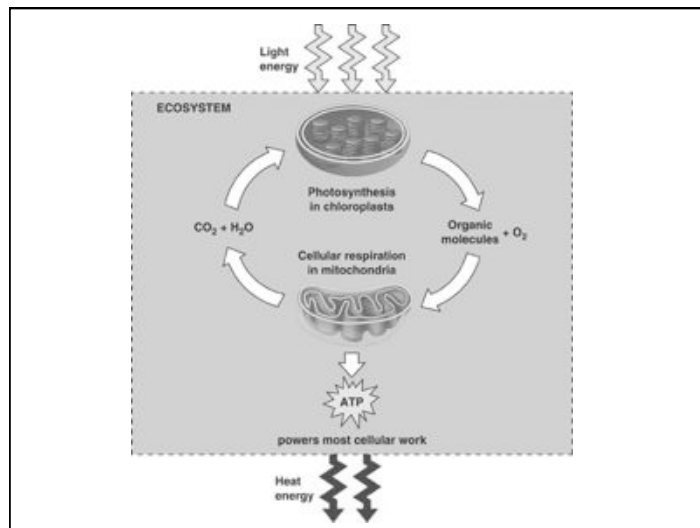 Light
energy
ECOSYSTEM
Photosynthesis
in chloroplasts
CO₂ + H₂O
Organic
molecules + O₂
Cellular respiration
in mitochondria
ATP
powers most cellular work
Heat
energy